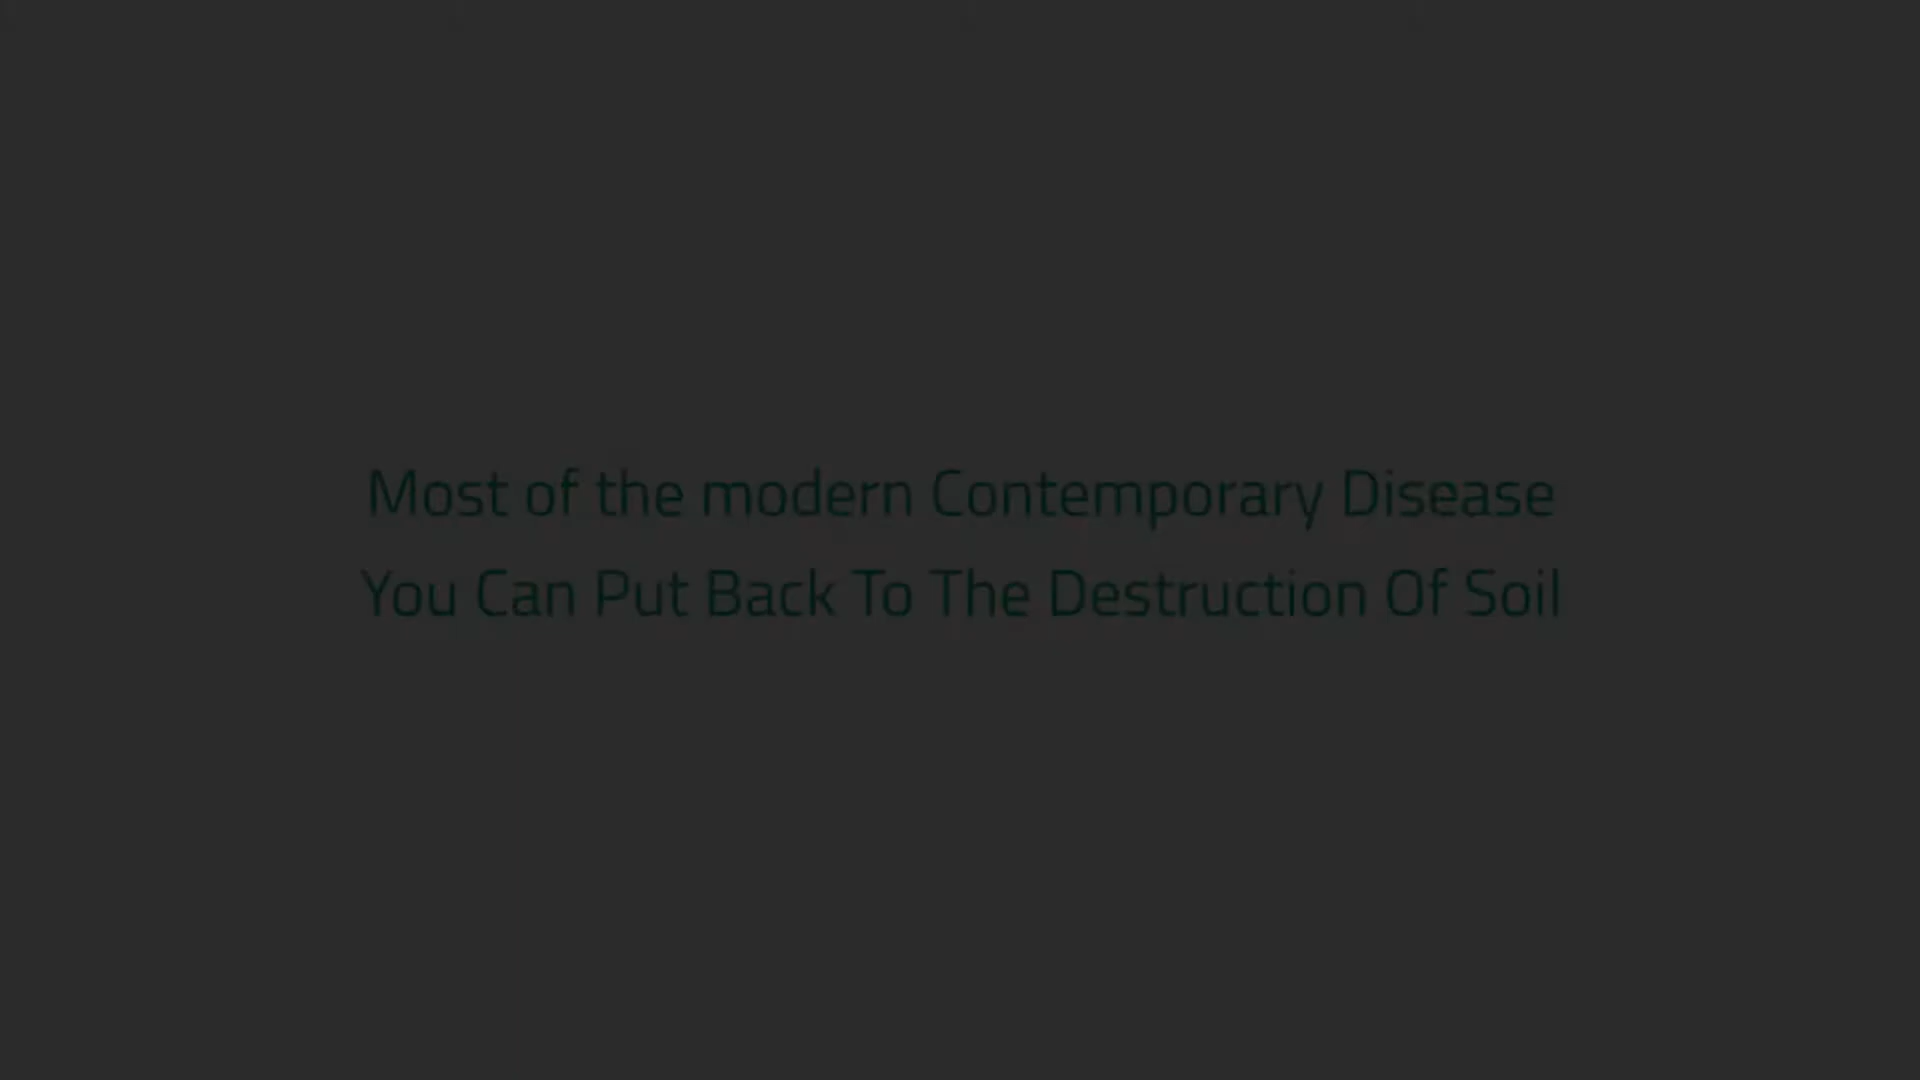 Most of the modern Contemporary Disease
You Can Put Back To The Destruction Of Soil